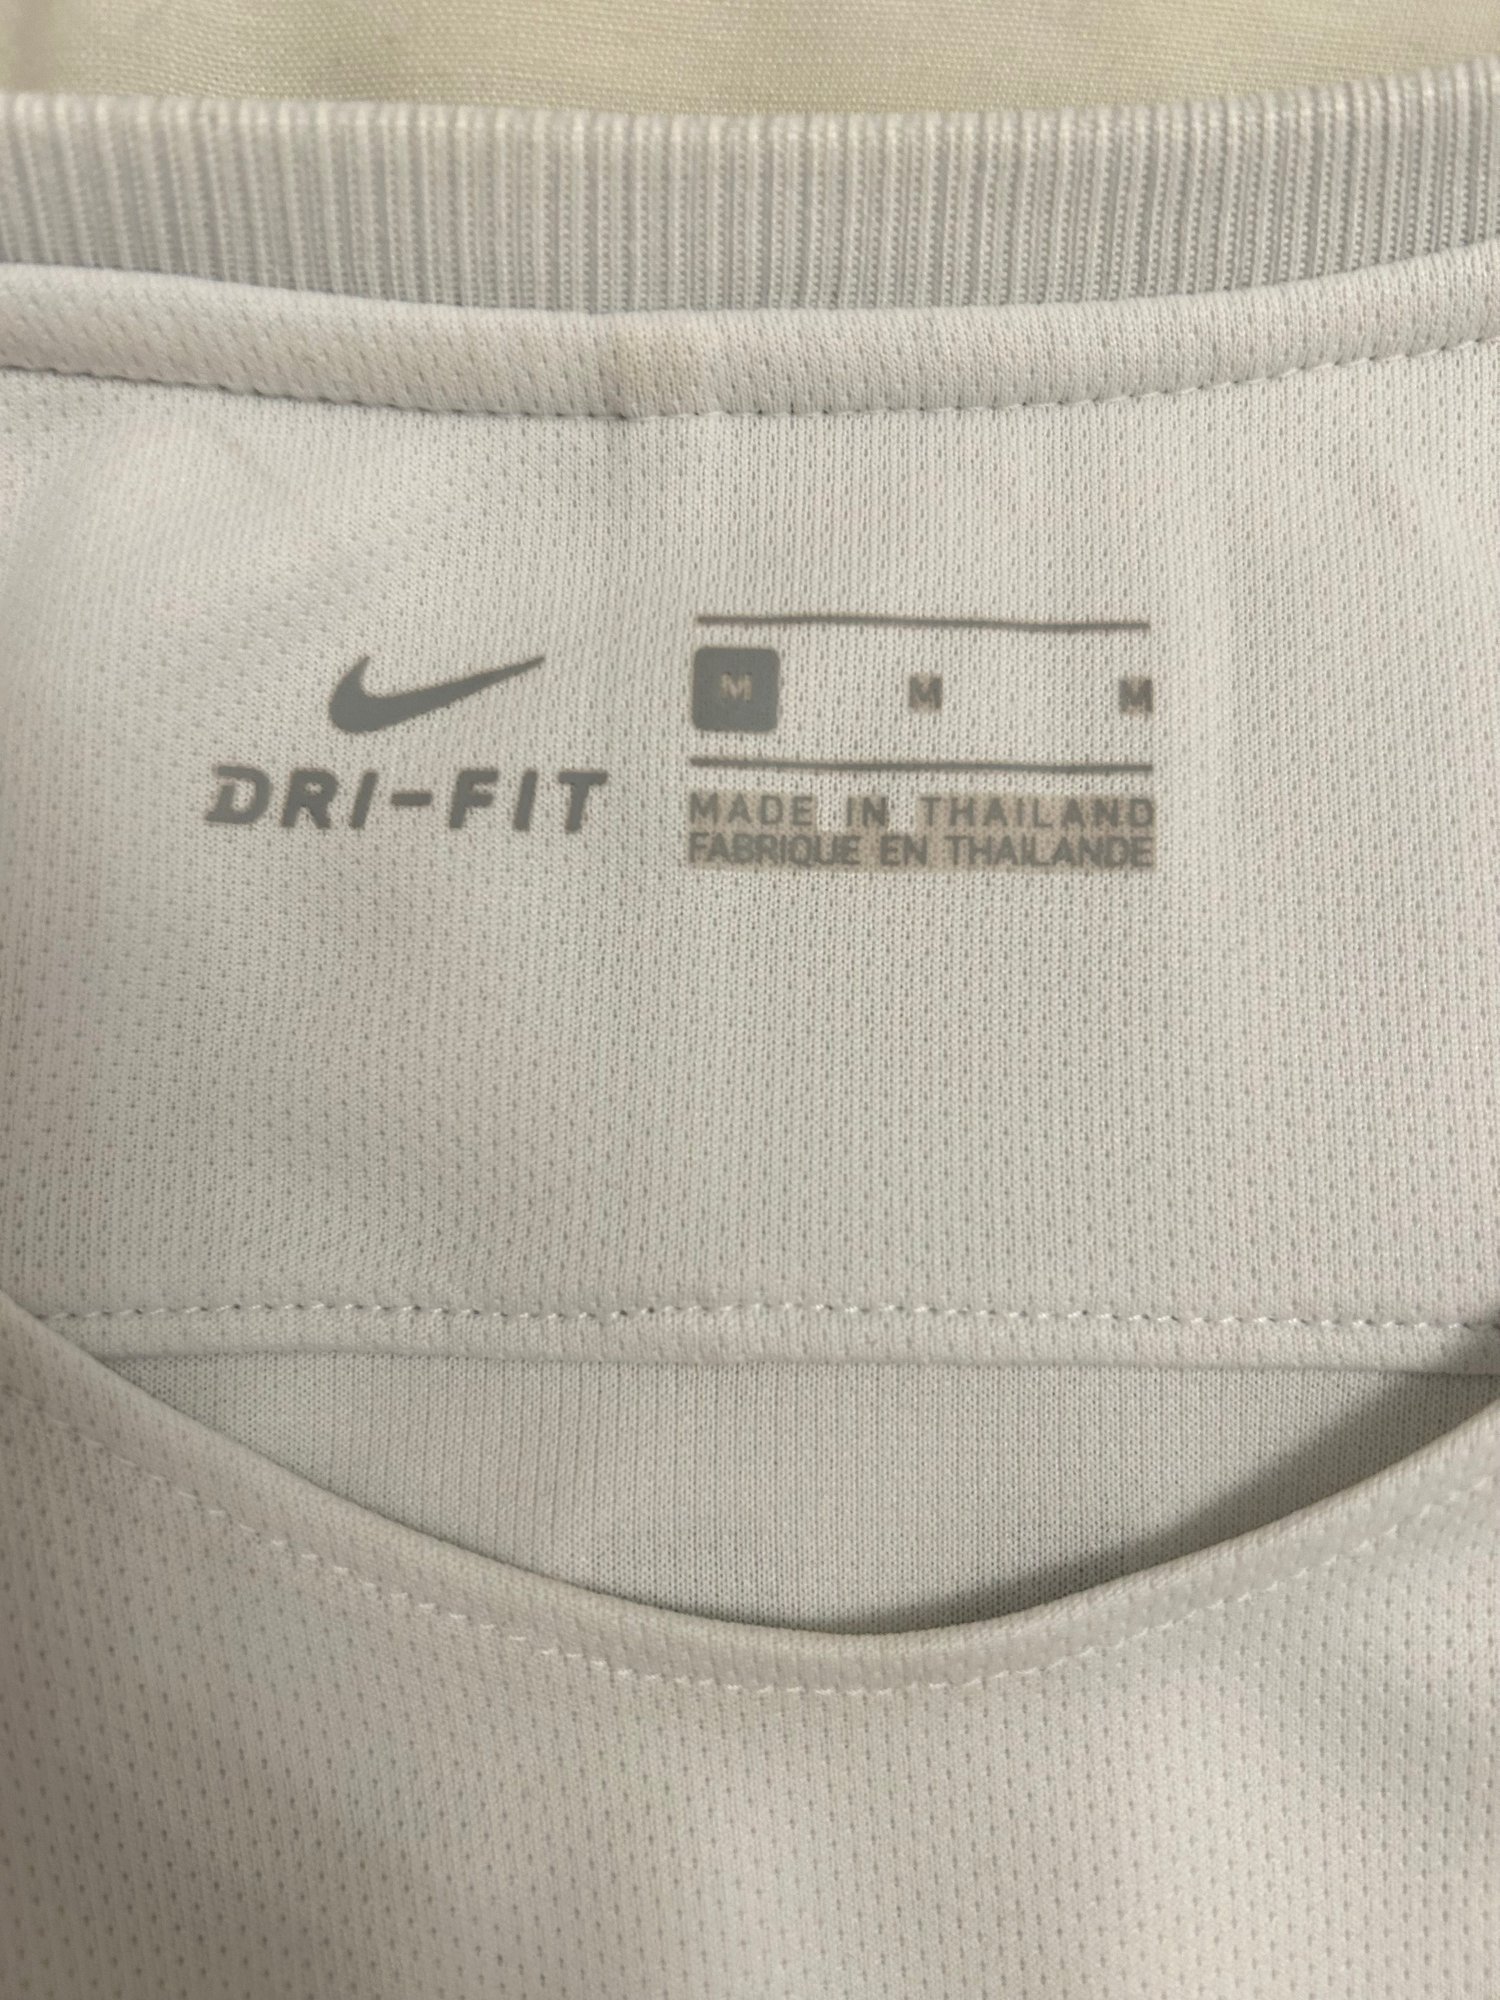 DRI-FIT
M M M
MADE IN THAILAND
FABRIQUE EN THAILANDE